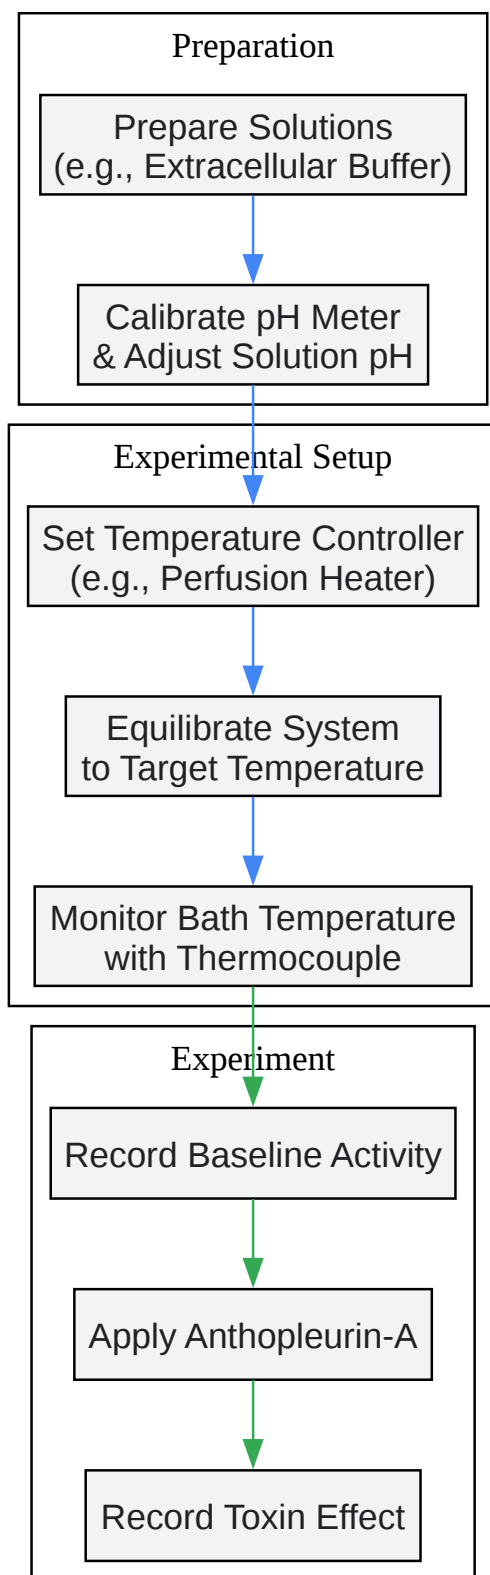 Preparation
Prepare Solutions
(e.g., Extracellular Buffer)
Calibrate pH Meter
& Adjust Solution pH
Experimental Setup
Set Temperature Controller
(e.g., Perfusion Heater)
Equilibrate System
to Target Temperature
Monitor Bath Temperature
with Thermocouple
Experiment
Record Baseline Activity
Apply Anthopleurin-A
Record Toxin Effect